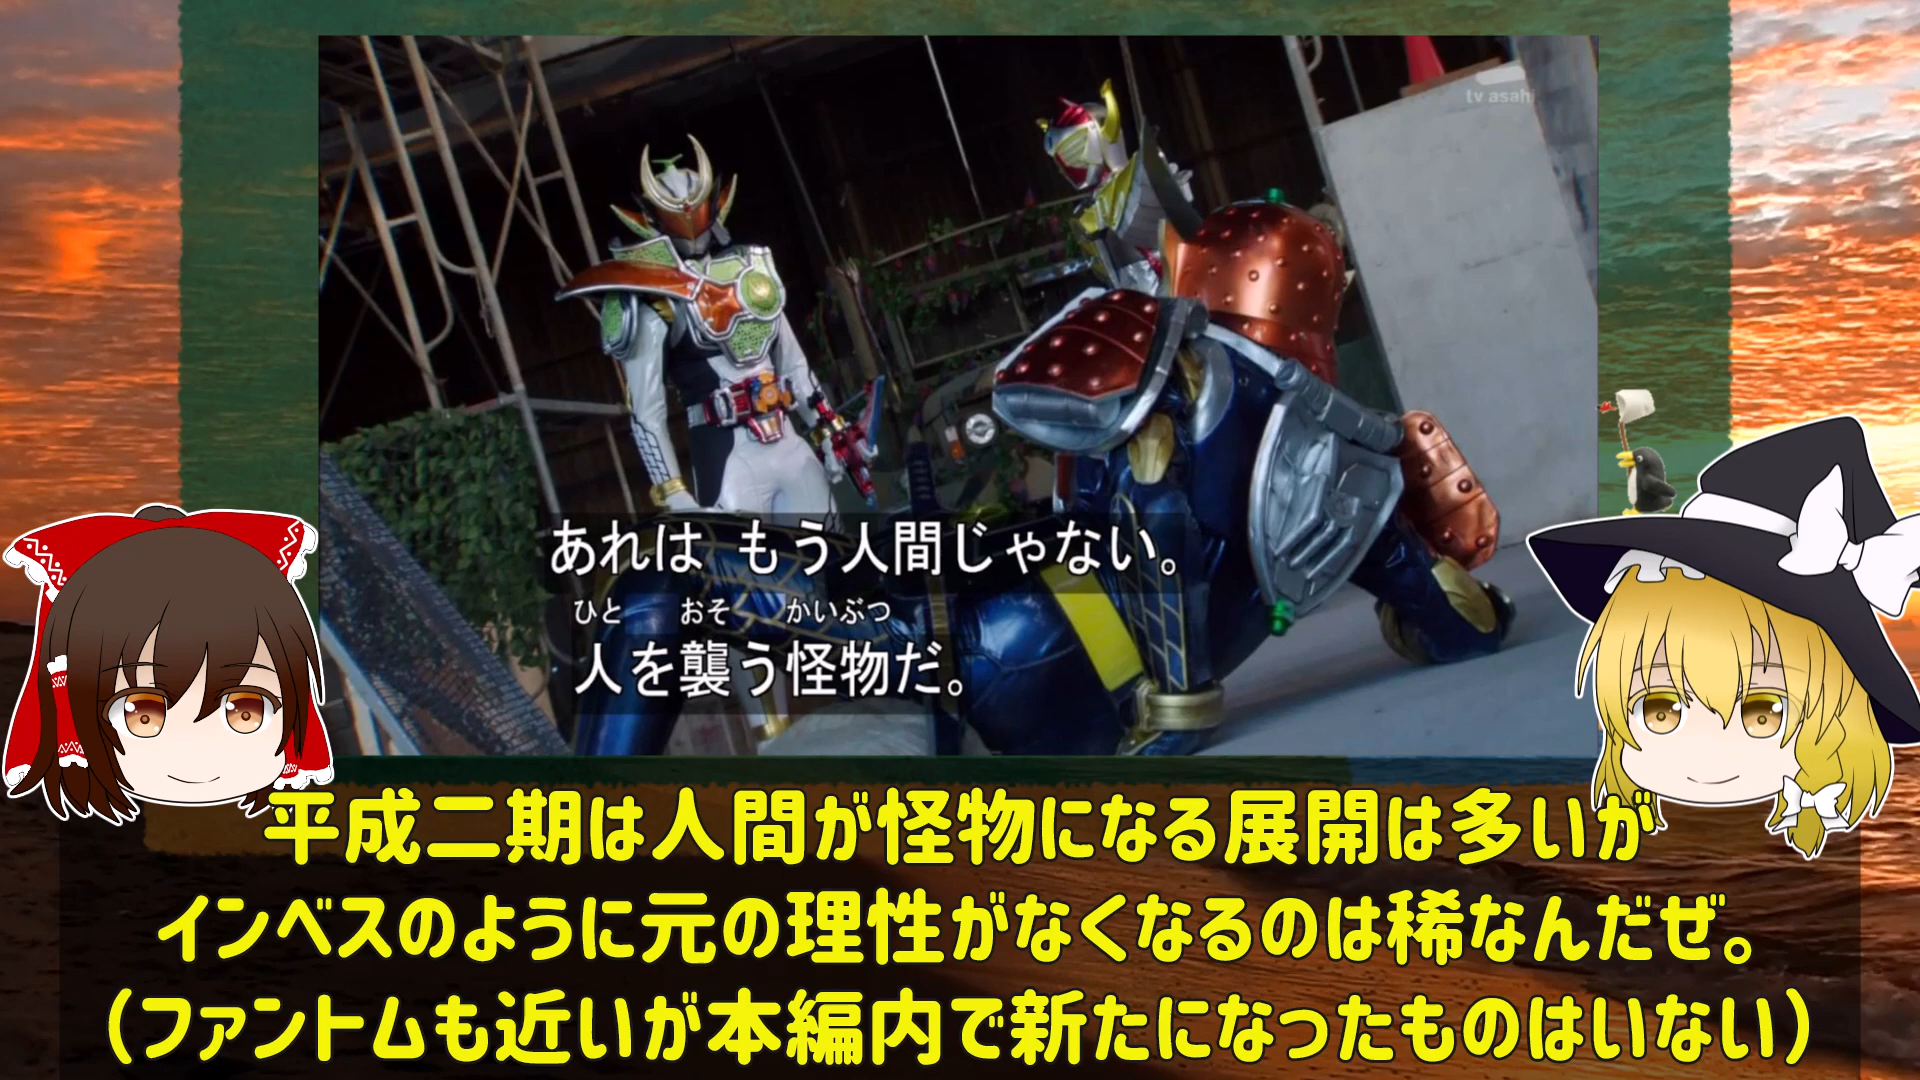 tv asahi
あれは もう人間じゃない。
ひと おそ かいぶつ
人を襲う怪物だ。
平成二期は人間が怪物になる展開は多いが
インベスのように元の理性がなくなるのは稀なんだぜ。
（ファントムも近いが本編内で新たになったものはいない）